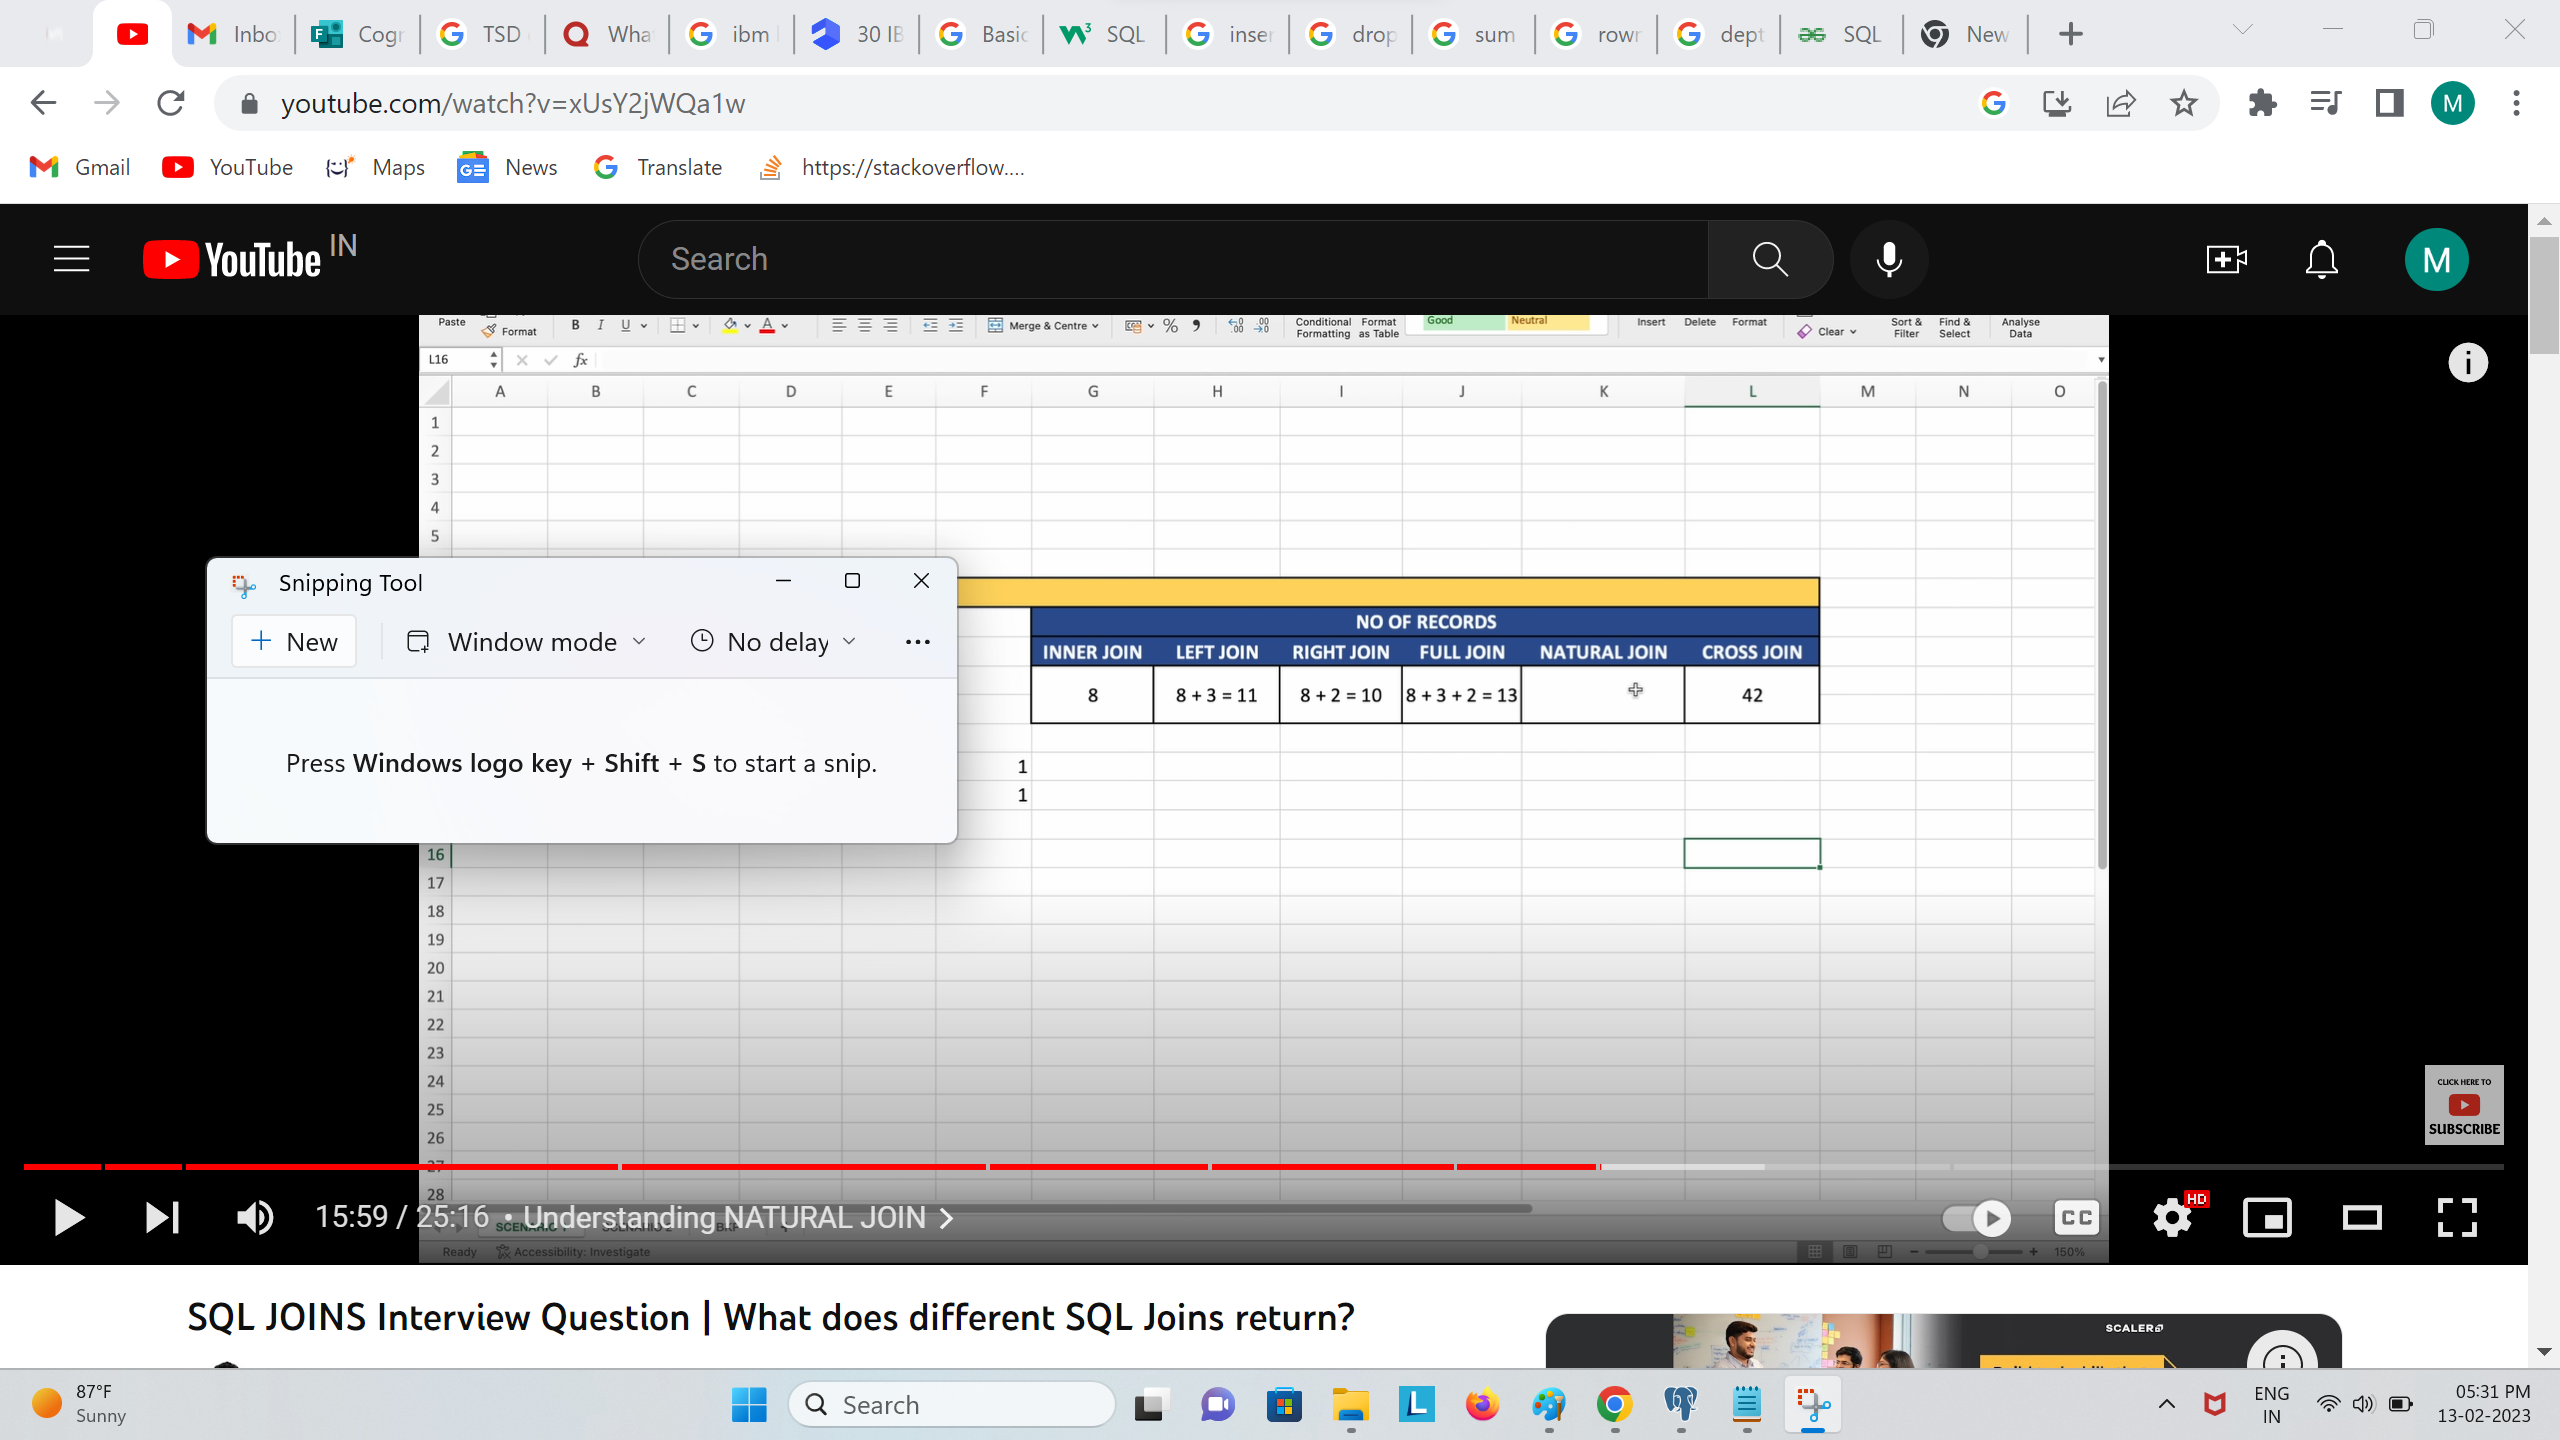 Inbo
Cogr
TSD
Wha
ibm
30 IB
Basic
SQL
inser
drop
sum
rowr
dept
SQL
New
youtube.com/watch?v=xUsY2jWQa1w
M
Gmail
YouTube
Maps
News
Translate
https://stackoverflow....
YouTube IN
Search
M
Paste
Format
B I U
A
Merge & Centre
%
Conditional Formatting
Format as Table
Good
Neutral
Insert
Delete
Format
Clear
Sort & Filter
Find & Select
Analyse Data
L16
fx
A B C D E F G H I J K L M N O
1
2
3
4
5
Snipping Tool
New
Window mode
No delay
Press Windows logo key + Shift + S to start a snip.
NO OF RECORDS
INNER JOIN LEFT JOIN RIGHT JOIN FULL JOIN NATURAL JOIN CROSS JOIN
8 8 + 3 = 11 8 + 2 = 10 8 + 3 + 2 = 13 42
1
1
16
17
18
19
20
21
22
23
24
25
26
27
28
CLICK HERE TO
SUBSCRIBE
15:59 / 25:16 • Understanding NATURAL JOIN
CC
HD
Ready
Accessibility: Investigate
150%
SQL JOINS Interview Question | What does different SQL Joins return?
SCALER
87°F
Sunny
Search
ENG
IN
05:31 PM
13-02-2023